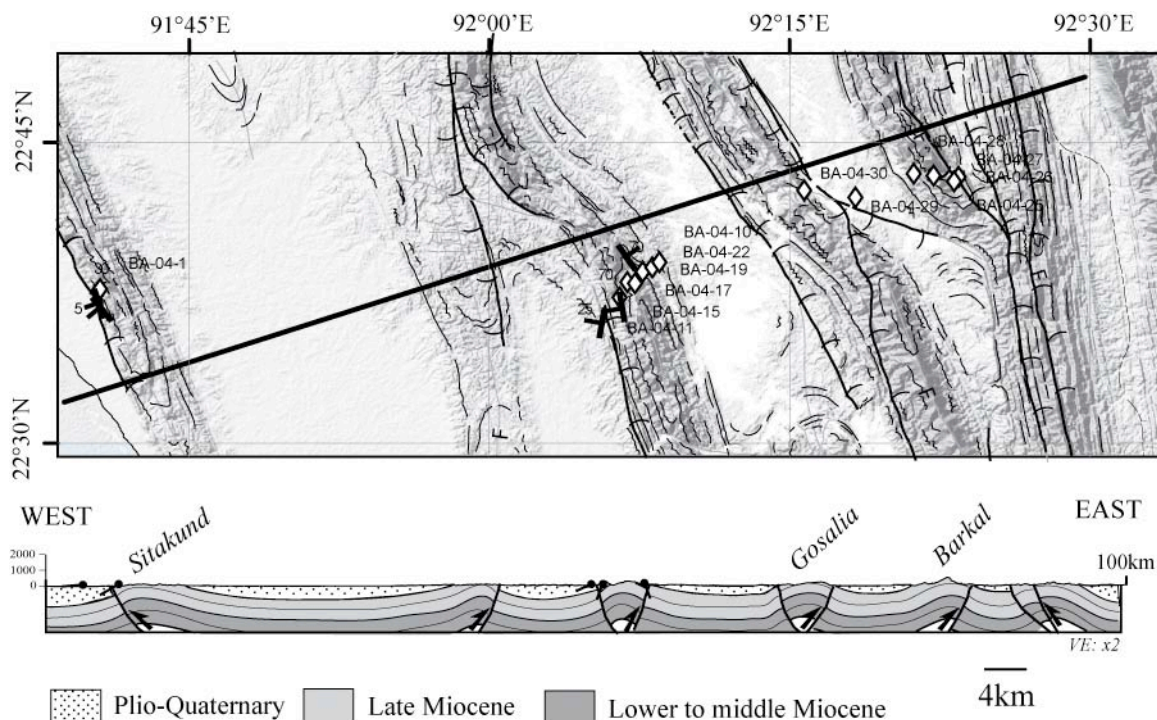 91°45'E 92°00'E 92°15'E 92°30'E
22°45'N
22°30'N
BA-04-28
BA-04-27
BA-04-30
BA-04-26
BA-04-29
BA-04-25
BA-04-10
BA-04-22
BA-04-1
BA-04-19
70
BA-04-17
5
25
BA-04-15
BA-04-11
F
F
WEST
EAST
Sitakund
Gosalia
Barkal
2000
1000
0
100km
VE: x2
4km
Plio-Quaternary
Late Miocene
Lower to middle Miocene